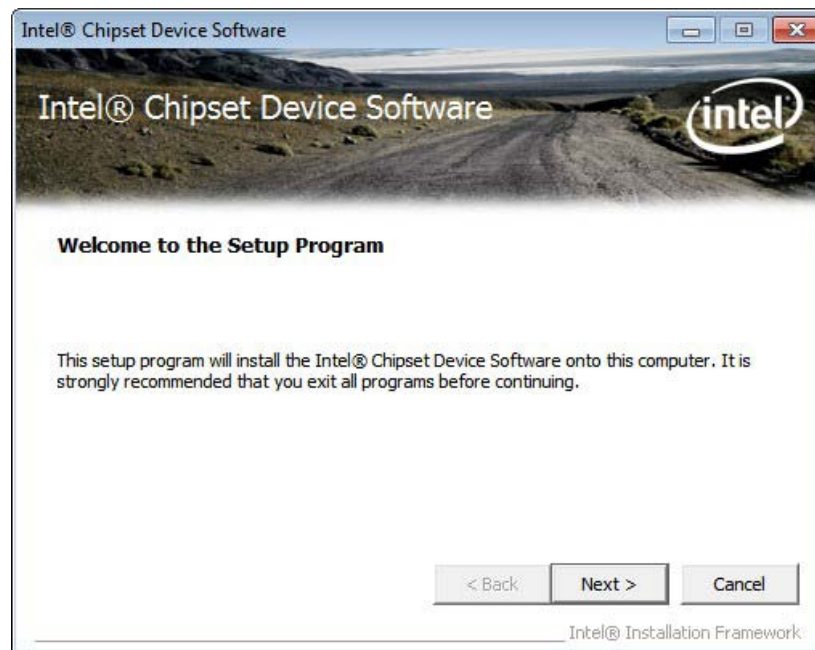 Intel® Chipset Device Software
Intel® Chipset Device Software
intel
Welcome to the Setup Program
This setup program will install the Intel® Chipset Device Software onto this computer. It is
strongly recommended that you exit all programs before continuing.
< Back Next > Cancel
Intel® Installation Framework